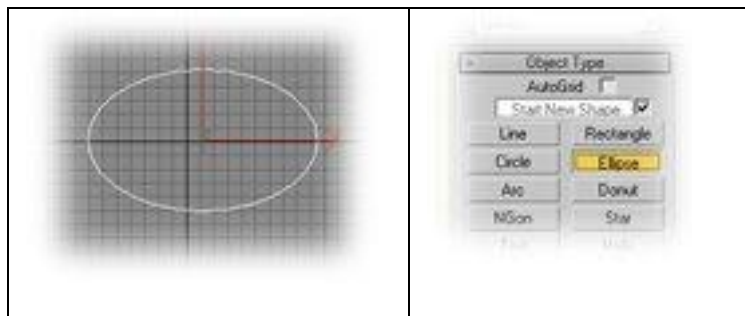 - Object Type
AutoGrid
Start New Shape
Line Rectangle
Circle Ellipse
Arc Donut
NGon Star